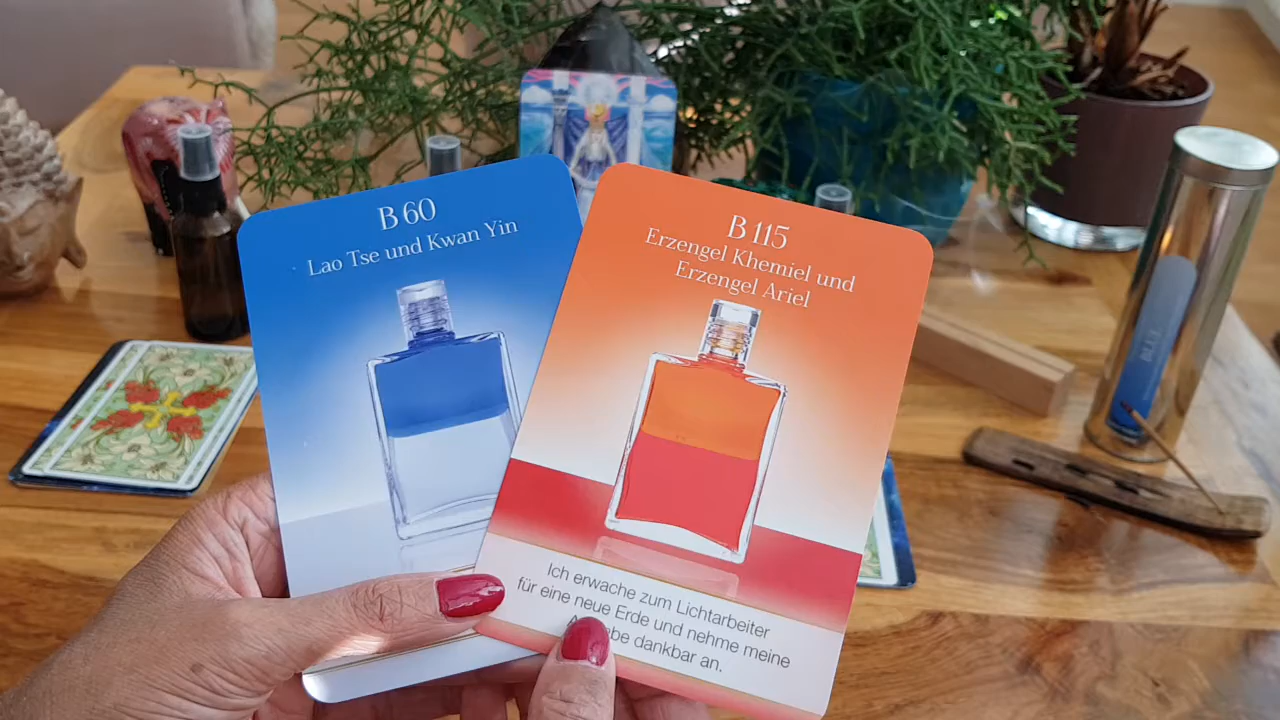 B 60
Lao Tse und Kwan Yin
B 115
Erzengel Khemiel und
Erzengel Ariel
Ich erwache zum Lichtarbeiter
für eine neue Erde und nehme meine
dankbar an.
BLUE